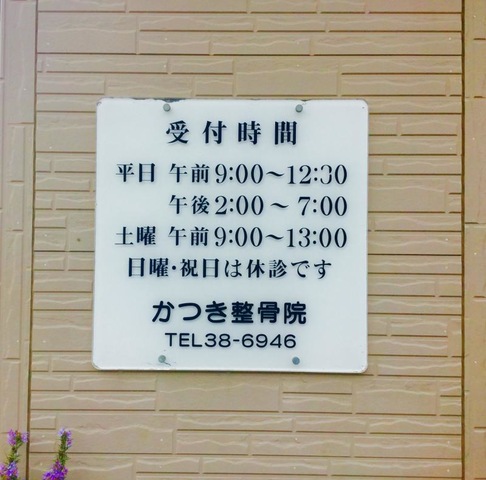 受付時間
平日 午前9:00〜12:30
午後2:00〜7:00
土曜 午前9:00〜13:00
日曜・祝日は休診です
かつき整骨院
TEL38-6946